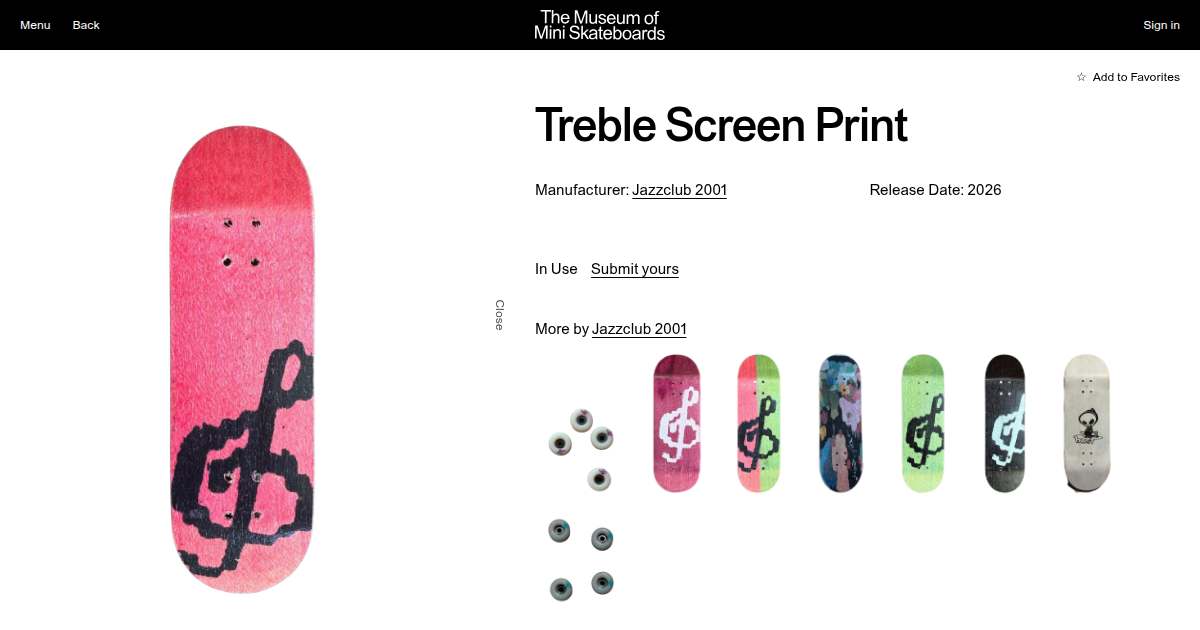 Menu
Back
The Museum of
Mini Skateboards
Sign in
☆ Add to Favorites
Treble Screen Print
Manufacturer: Jazzclub 2001
Release Date: 2026
In Use
Submit yours
Close
More by Jazzclub 2001